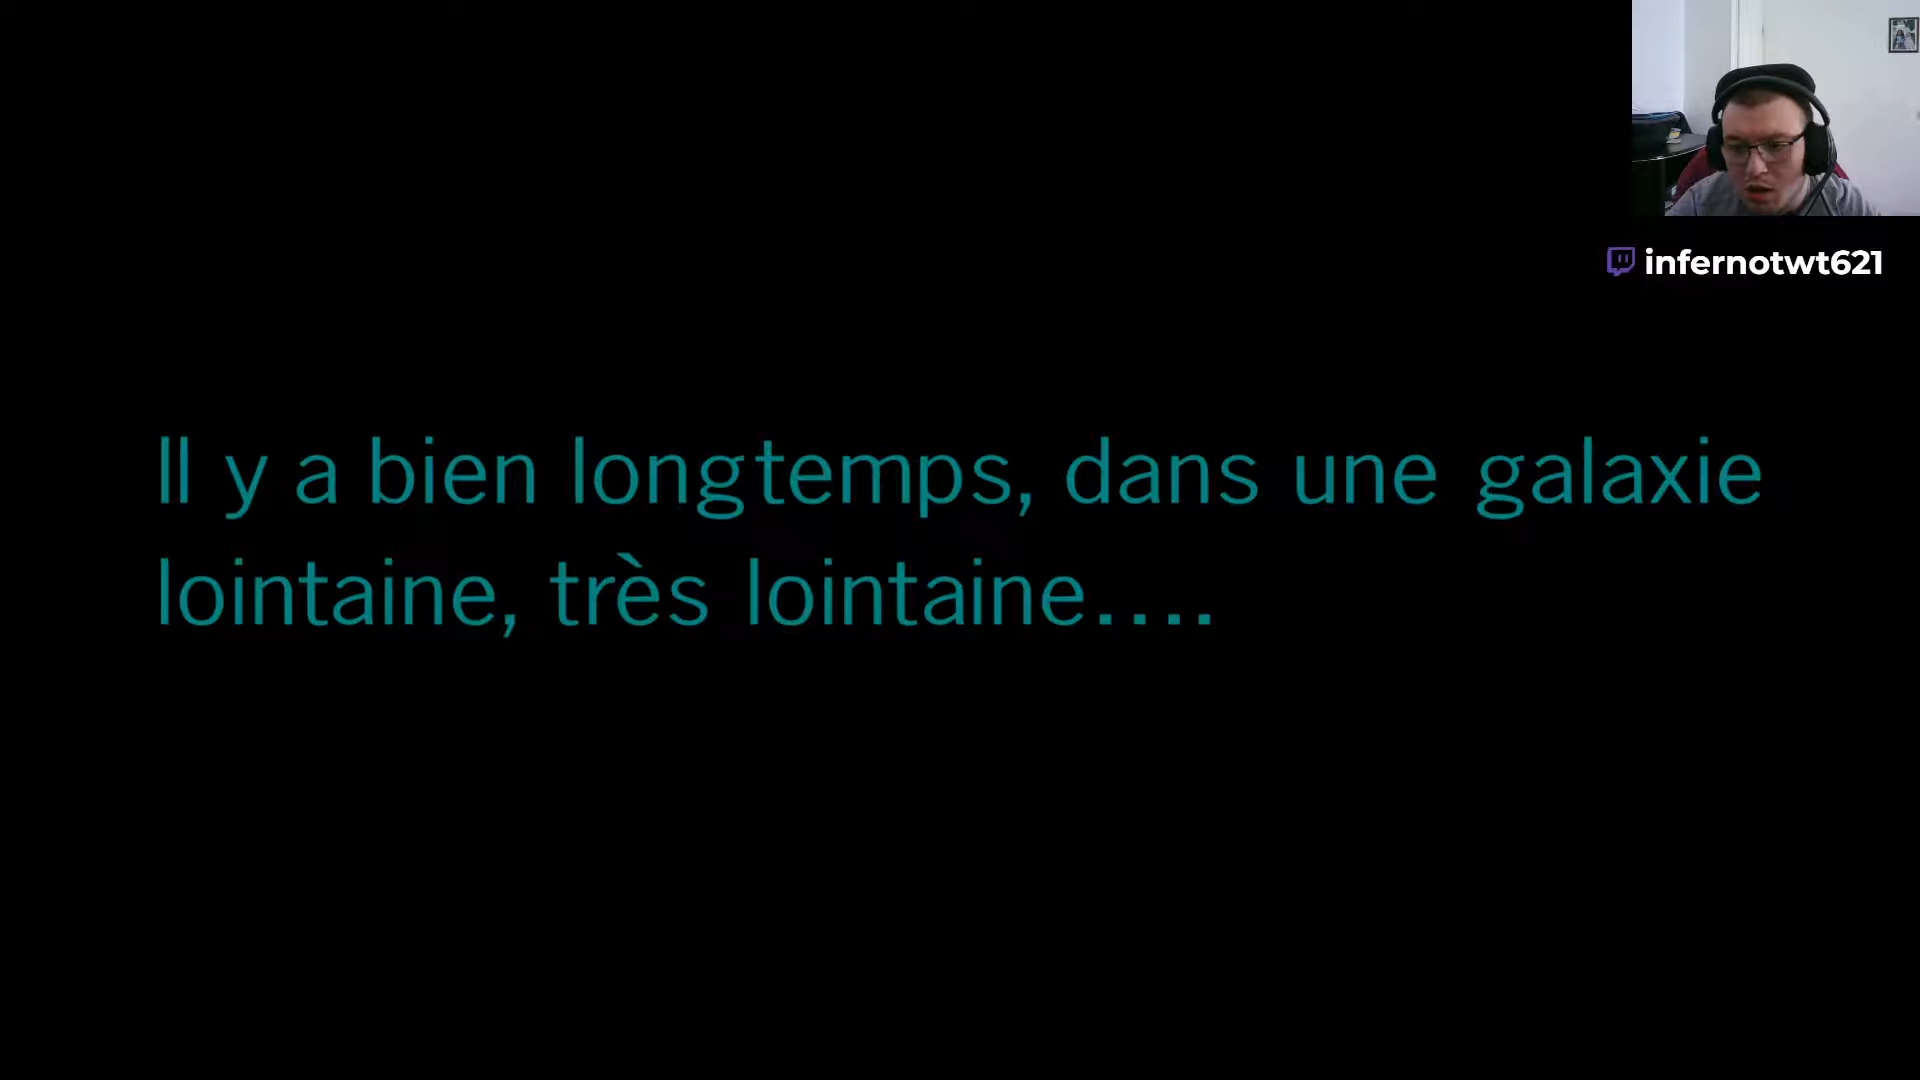 infernotwt621
Il y a bien longtemps, dans une galaxie
lointaine, très lointaine....